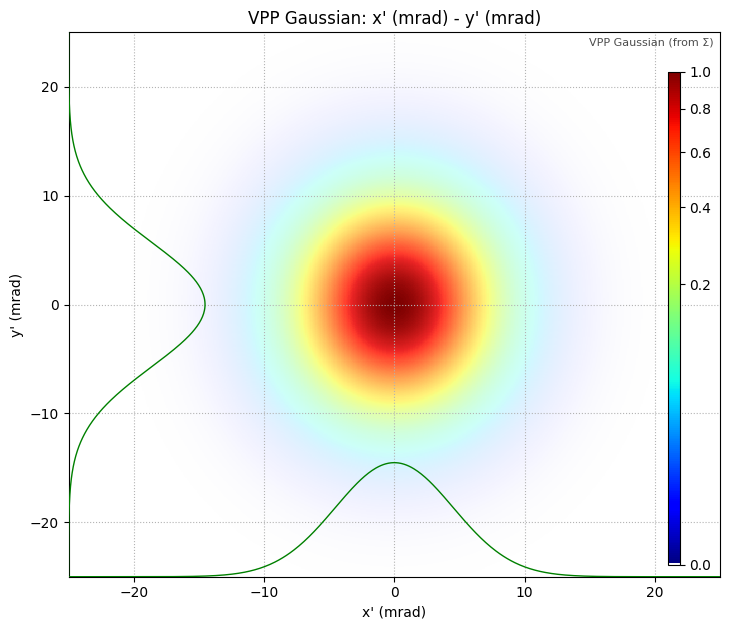 VPP Gaussian: x' (mrad) - y' (mrad)
VPP Gaussian (from Σ)
1.0
0.8
0.6
0.4
0.2
0.0
20
10
0
−10
−20
y' (mrad)
−20 −10 0 10 20
x' (mrad)